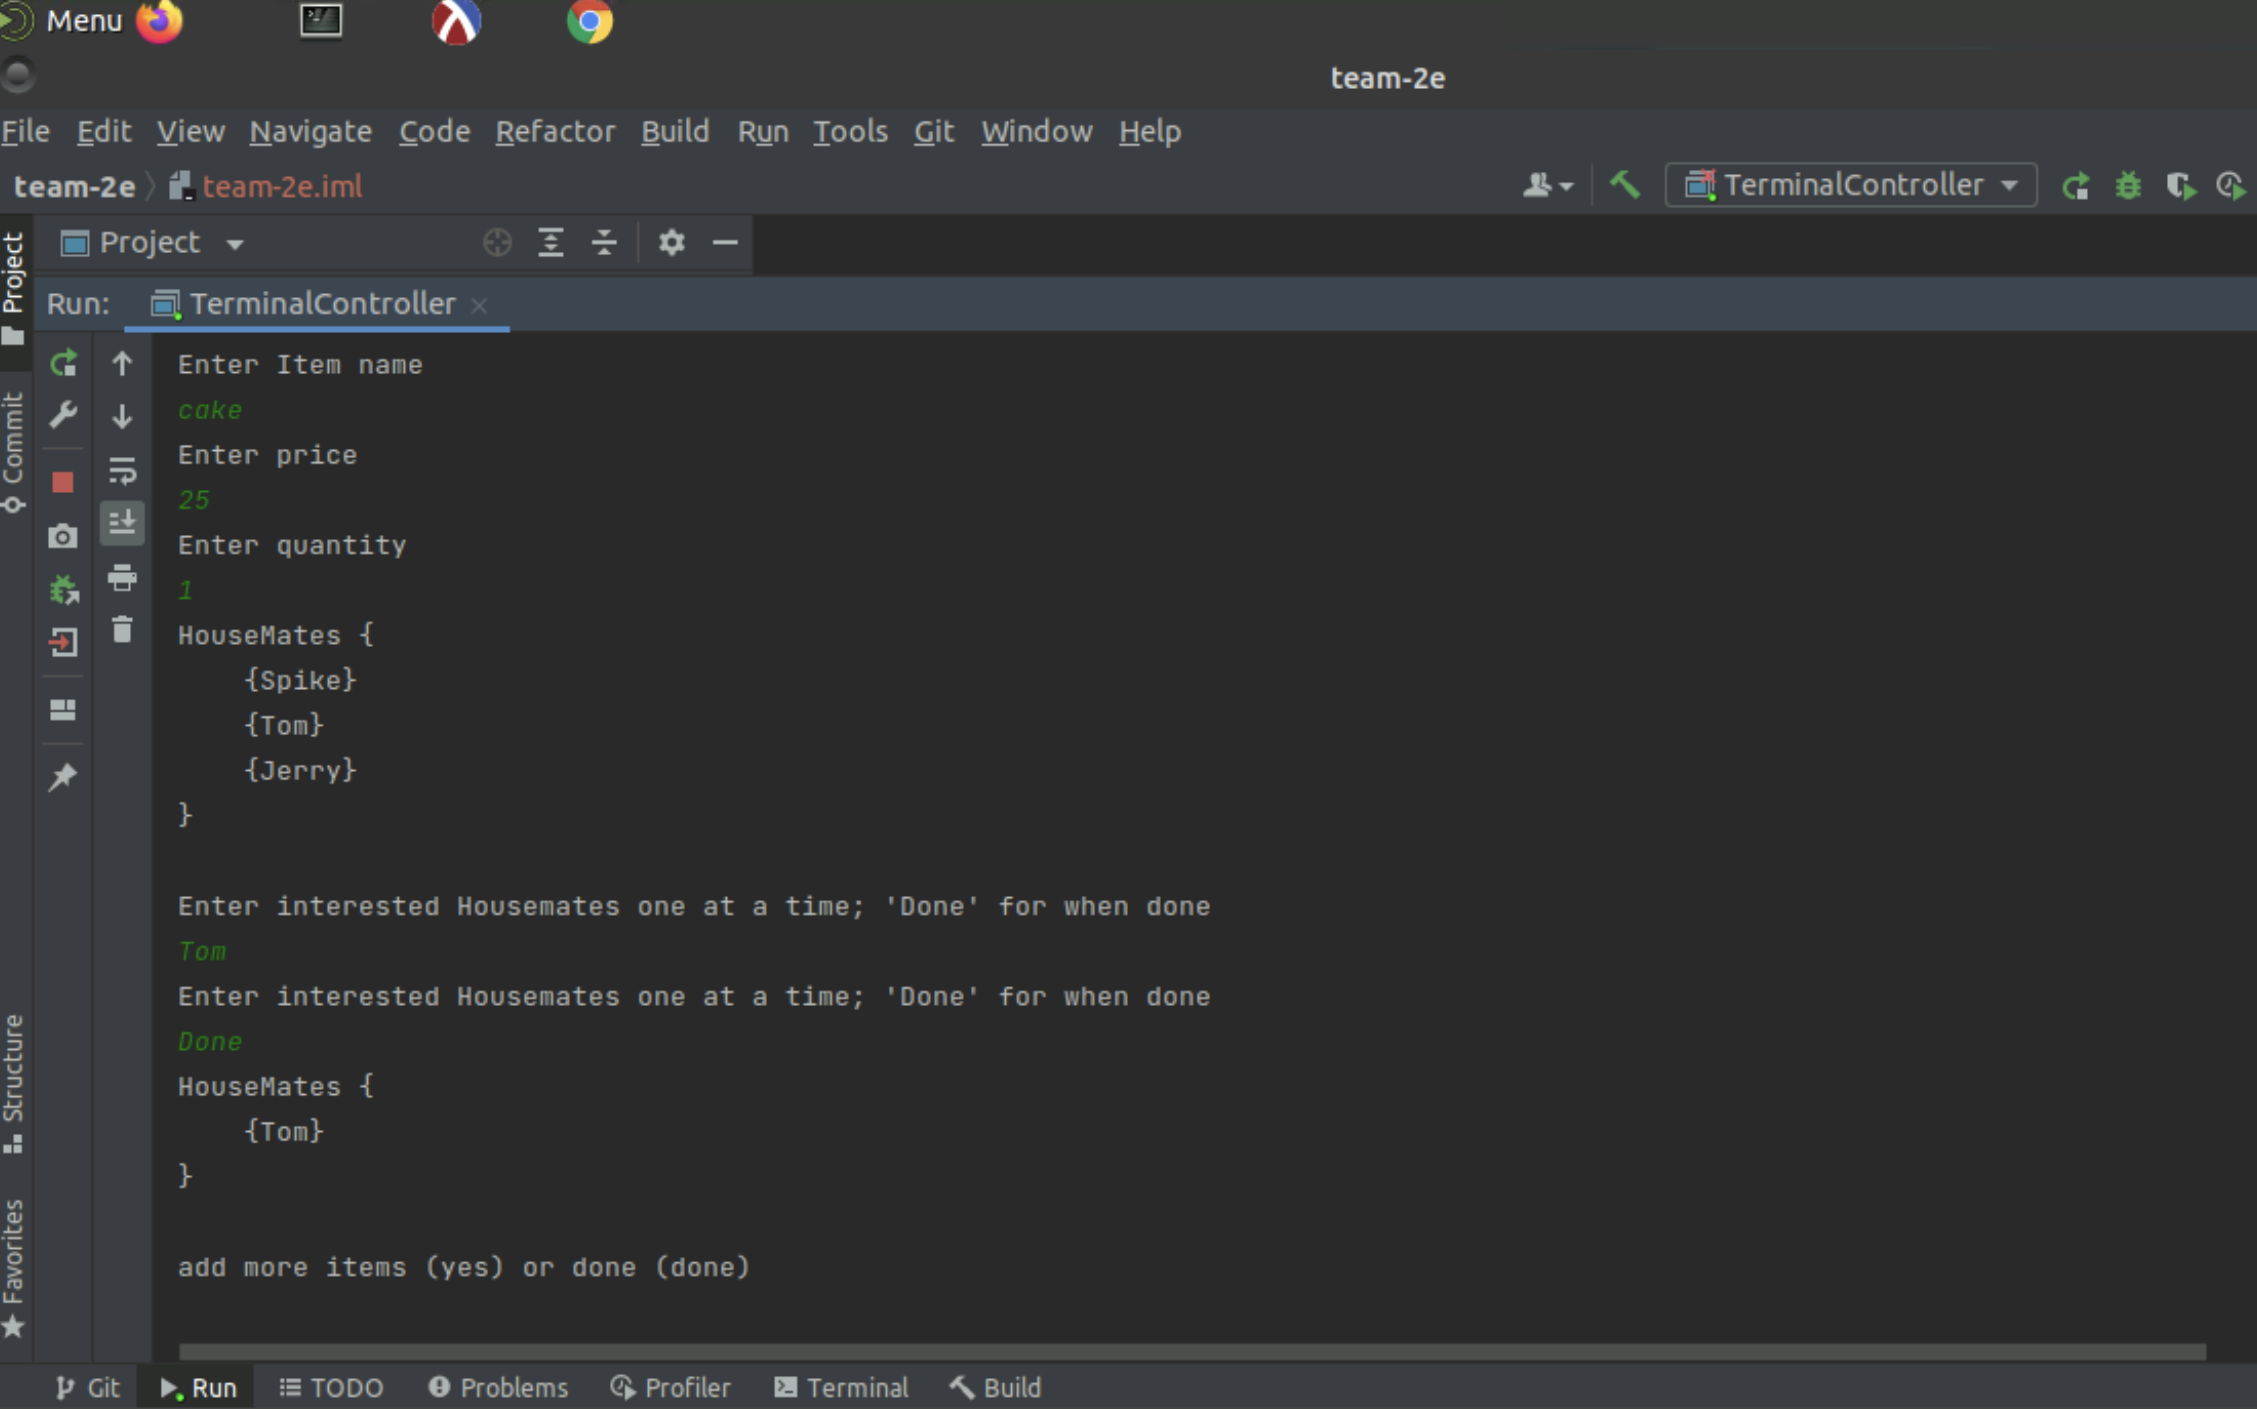 Menu
team-2e
File Edit View Navigate Code Refactor Build Run Tools Git Window Help
team-2e team-2e.iml TerminalController
Project
Project
Run: TerminalController
Commit
Structure
Favorites
Enter Item name
cake
Enter price
25
Enter quantity
1
HouseMates {
{Spike}
{Tom}
{Jerry}
}
Enter interested Housemates one at a time; 'Done' for when done
Tom
Enter interested Housemates one at a time; 'Done' for when done
Done
HouseMates {
{Tom}
}
add more items (yes) or done (done)
Git Run TODO Problems Profiler Terminal Build